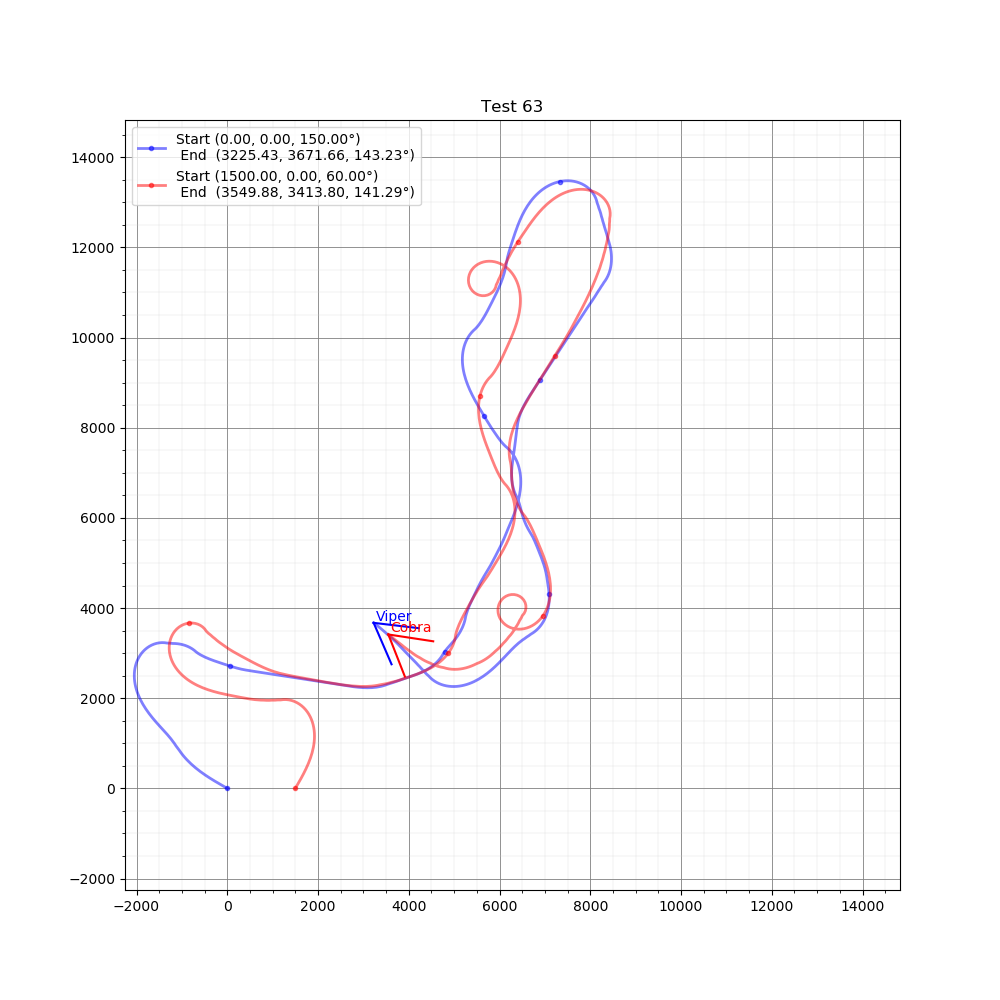 Test 63
Start (0.00, 0.00, 150.00°)
End (3225.43, 3671.66, 143.23°)
Start (1500.00, 0.00, 60.00°)
End (3549.88, 3413.80, 141.29°)
14000
12000
10000
8000
6000
4000
2000
0
−2000
Viper
Cobra
−2000 0 2000 4000 6000 8000 10000 12000 14000